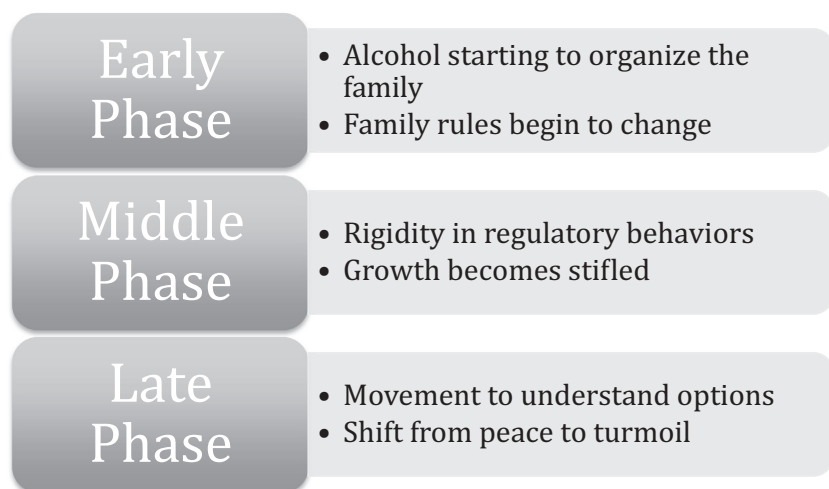 Early
Phase
• Alcohol starting to organize the
family
• Family rules begin to change
Middle
Phase
• Rigidity in regulatory behaviors
• Growth becomes stifled
Late
Phase
• Movement to understand options
• Shift from peace to turmoil